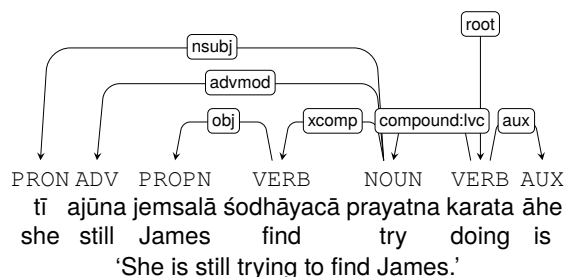 root
nsubj
advmod
obj xcomp compound:lvc aux
PRON ADV PROPN VERB NOUN VERB AUX
tī ajūna jemsalā śodhāyacā prayatna karata āhe
she still James find try doing is
‘She is still trying to find James.’